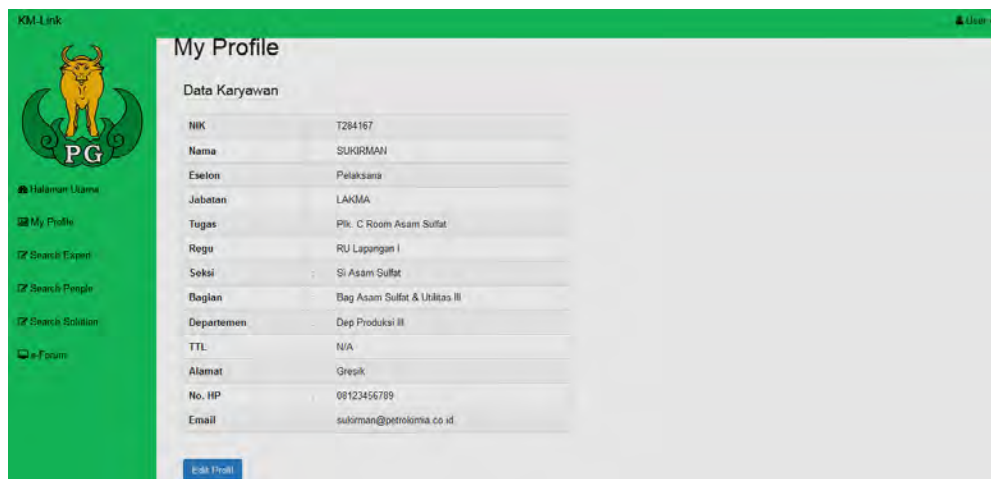 KM-Link
User
PG
Halaman Utama
My Profile
Search Expert
Search People
Search Solution
e-Forum
My Profile
Data Karyawan
NIK T284167
Nama SUKIRMAN
Eselon Pelaksana
Jabatan LAKMA
Tugas Plk. C Room Asam Sulfat
Regu RU Lapangan I
Seksi : Si Asam Sulfat
Bagian Bag Asam Sulfat & Utilitas III
Departemen : Dep Produksi III
TTL N/A
Alamat Gresik
No. HP : 08123456789
Email sukirman@petrokimia.co.id
Edit Profil